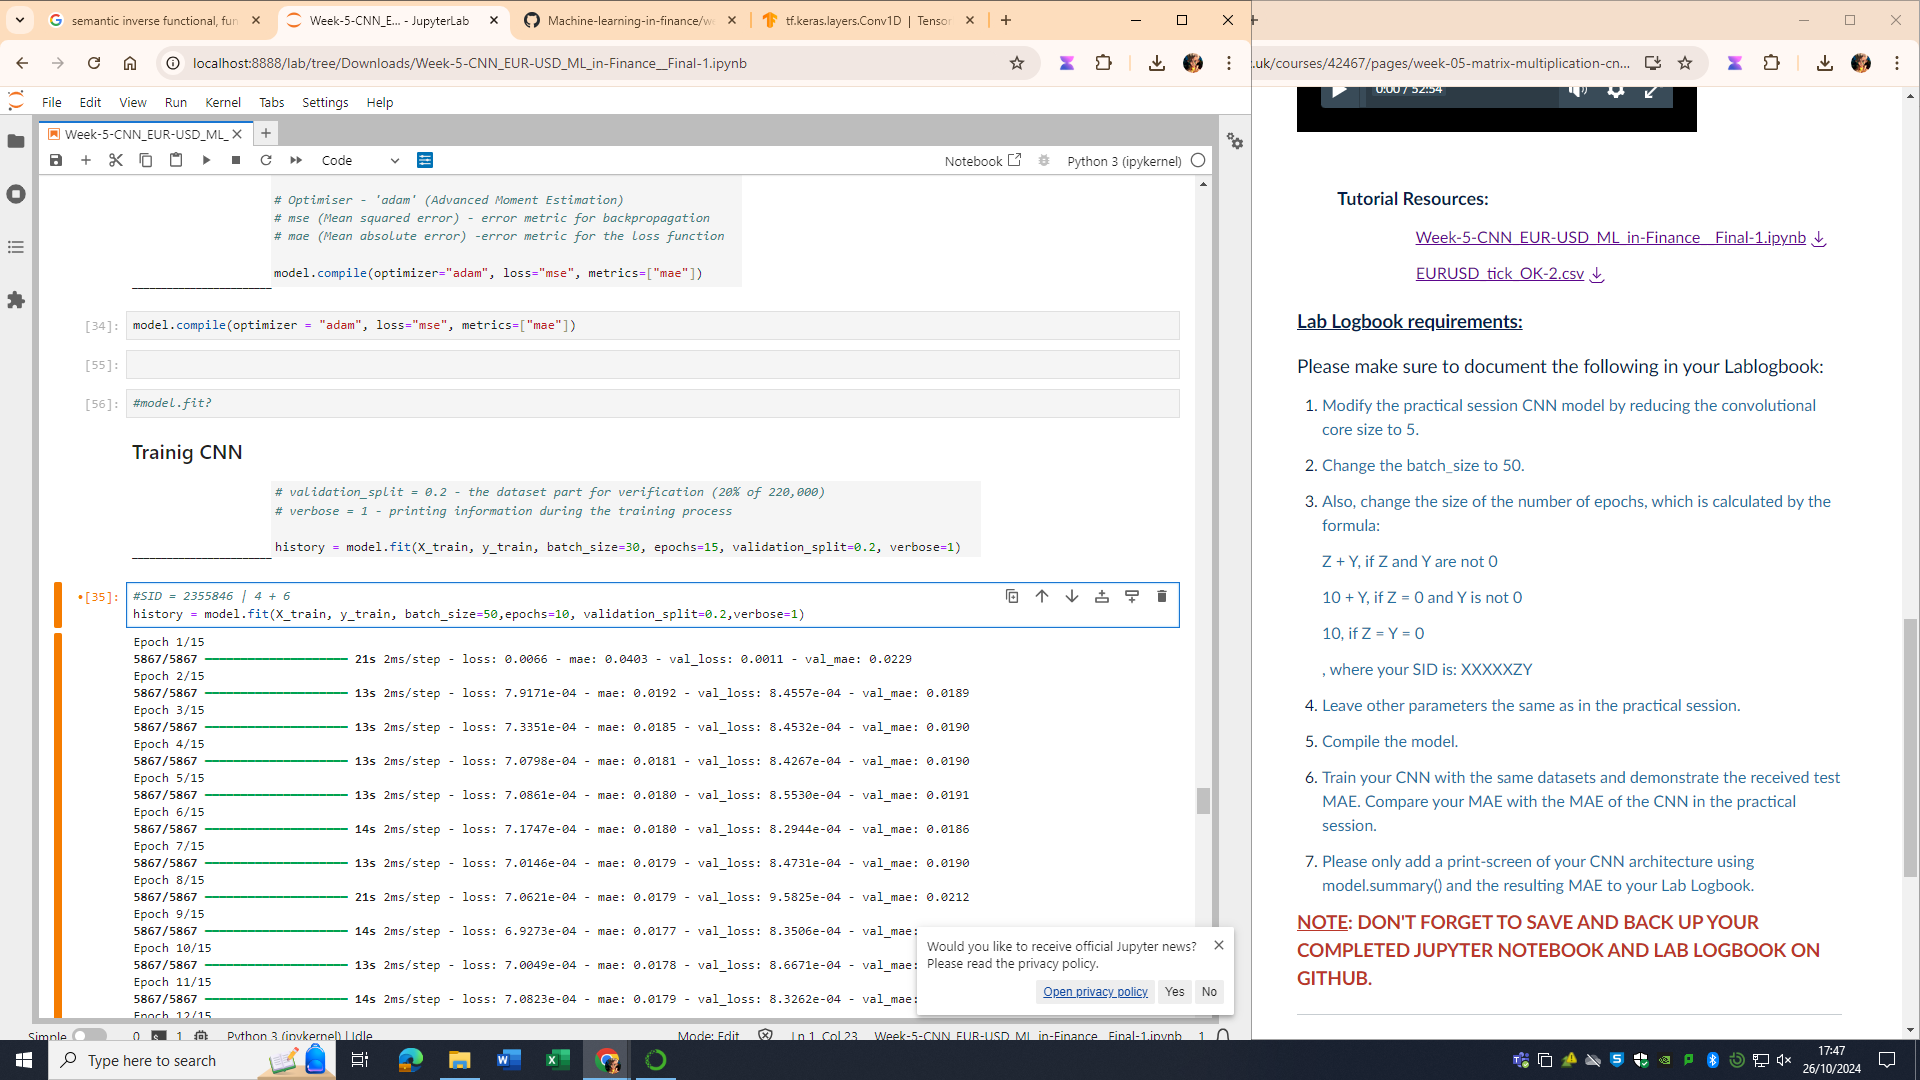 semantic inverse functional, fun
Week-5-CNN_E... - JupyterLab
Machine-learning-in-finance/we
tf.keras.layers.Conv1D | Tensor
localhost:8888/lab/tree/Downloads/Week-5-CNN_EUR-USD_ML_in-Finance__Final-1.ipynb
.uk/courses/42467/pages/week-05-matrix-multiplication-cn...
File Edit View Run Kernel Tabs Settings Help
Week-5-CNN_EUR-USD_ML_
Code
Notebook
Python 3 (ipykernel)
# Optimiser - 'adam' (Advanced Moment Estimation)
# mse (Mean squared error) - error metric for backpropagation
# mae (Mean absolute error) -error metric for the loss function
model.compile(optimizer="adam", loss="mse", metrics=["mae"])
[34]: model.compile(optimizer = "adam", loss="mse", metrics=["mae"])
[55]:
[56]: #model.fit?
Trainig CNN
# validation_split = 0.2 - the dataset part for verification (20% of 220,000)
# verbose = 1 - printing information during the training process
history = model.fit(X_train, y_train, batch_size=30, epochs=15, validation_split=0.2, verbose=1)
•[35]: #SID = 2355846 | 4 + 6
history = model.fit(X_train, y_train, batch_size=50,epochs=10, validation_split=0.2,verbose=1)
Epoch 1/15
5867/5867 21s 2ms/step - loss: 0.0066 - mae: 0.0403 - val_loss: 0.0011 - val_mae: 0.0229
Epoch 2/15
5867/5867 13s 2ms/step - loss: 7.9171e-04 - mae: 0.0192 - val_loss: 8.4557e-04 - val_mae: 0.0189
Epoch 3/15
5867/5867 13s 2ms/step - loss: 7.3351e-04 - mae: 0.0185 - val_loss: 8.4532e-04 - val_mae: 0.0190
Epoch 4/15
5867/5867 13s 2ms/step - loss: 7.0798e-04 - mae: 0.0181 - val_loss: 8.4267e-04 - val_mae: 0.0190
Epoch 5/15
5867/5867 13s 2ms/step - loss: 7.0861e-04 - mae: 0.0180 - val_loss: 8.5530e-04 - val_mae: 0.0191
Epoch 6/15
5867/5867 14s 2ms/step - loss: 7.1747e-04 - mae: 0.0180 - val_loss: 8.2944e-04 - val_mae: 0.0186
Epoch 7/15
5867/5867 13s 2ms/step - loss: 7.0146e-04 - mae: 0.0179 - val_loss: 8.4731e-04 - val_mae: 0.0190
Epoch 8/15
5867/5867 21s 2ms/step - loss: 7.0621e-04 - mae: 0.0179 - val_loss: 9.5825e-04 - val_mae: 0.0212
Epoch 9/15
5867/5867 14s 2ms/step - loss: 6.9273e-04 - mae: 0.0177 - val_loss: 8.3506e-04 - val_mae:
Epoch 10/15
5867/5867 13s 2ms/step - loss: 7.0049e-04 - mae: 0.0178 - val_loss: 8.6671e-04 - val_mae:
Epoch 11/15
5867/5867 14s 2ms/step - loss: 7.0823e-04 - mae: 0.0179 - val_loss: 8.3262e-04 - val_mae:
Epoch 12/15
Would you like to receive official Jupyter news?
Please read the privacy policy.
Open privacy policy Yes No
Simple 0 1 Python 3 (ipykernel) | Idle Mode: Edit Ln 1, Col 23 Week-5-CNN_EUR-USD_ML_in-Finance__Final-1.ipynb 1
0:00 / 52:54
Tutorial Resources:
Week-5-CNN_EUR-USD_ML_in-Finance__Final-1.ipynb
EURUSD_tick_OK-2.csv
Lab Logbook requirements:
Please make sure to document the following in your Lablogbook:
1. Modify the practical session CNN model by reducing the convolutional
core size to 5.
2. Change the batch_size to 50.
3. Also, change the size of the number of epochs, which is calculated by the
formula:
Z + Y, if Z and Y are not 0
10 + Y, if Z = 0 and Y is not 0
10, if Z = Y = 0
, where your SID is: XXXXXZY
4. Leave other parameters the same as in the practical session.
5. Compile the model.
6. Train your CNN with the same datasets and demonstrate the received test
MAE. Compare your MAE with the MAE of the CNN in the practical
session.
7. Please only add a print-screen of your CNN architecture using
model.summary() and the resulting MAE to your Lab Logbook.
NOTE: DON'T FORGET TO SAVE AND BACK UP YOUR
COMPLETED JUPYTER NOTEBOOK AND LAB LOGBOOK ON
GITHUB.
Type here to search
17:47
26/10/2024